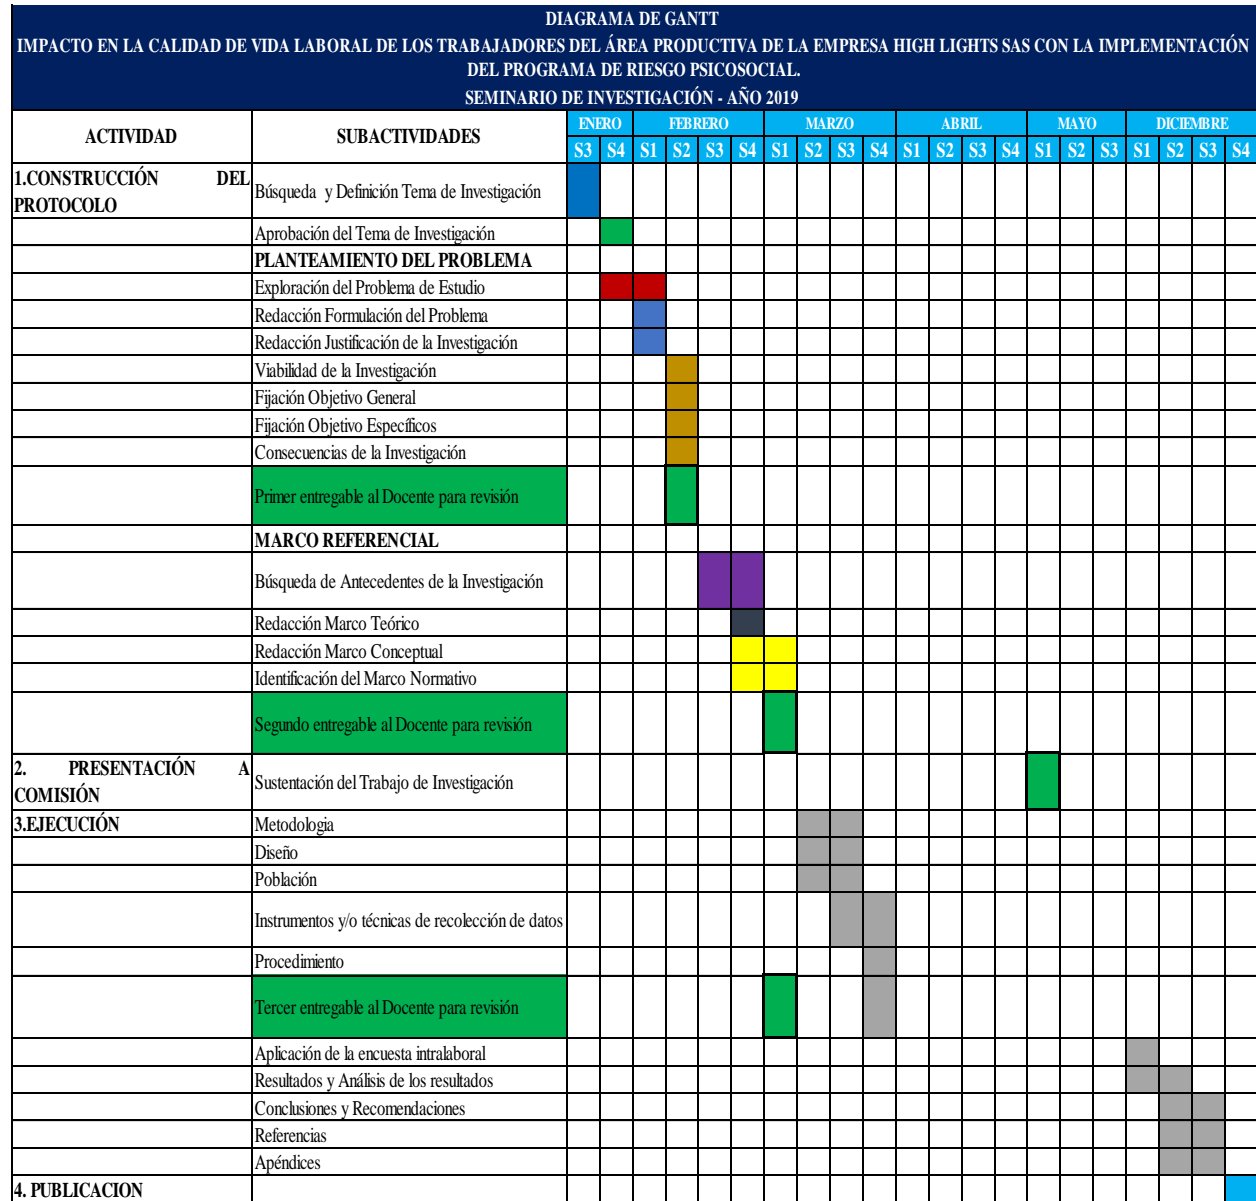 DIAGRAMA DE GANTT
IMPACTO EN LA CALIDAD DE VIDA LABORAL DE LOS TRABAJADORES DEL ÁREA PRODUCTIVA DE LA EMPRESA HIGH LIGHTS SAS CON LA IMPLEMENTACIÓN
DEL PROGRAMA DE RIESGO PSICOSOCIAL.
SEMINARIO DE INVESTIGACIÓN - AÑO 2019
ACTIVIDAD SUBACTIVIDADES ENERO FEBRERO MARZO ABRIL MAYO DICIEMBRE
S3 S4 S1 S2 S3 S4 S1 S2 S3 S4 S1 S2 S3 S4 S1 S2 S3 S1 S2 S3 S4
1.CONSTRUCCIÓN DEL
PROTOCOLO
Búsqueda y Definición Tema de Investigación
Aprobación del Tema de Investigación
PLANTEAMIENTO DEL PROBLEMA
Exploración del Problema de Estudio
Redacción Formulación del Problema
Redacción Justificación de la Investigación
Viabilidad de la Investigación
Fijación Objetivo General
Fijación Objetivo Específicos
Consecuencias de la Investigación
Primer entregable al Docente para revisión
MARCO REFERENCIAL
Búsqueda de Antecedentes de la Investigación
Redacción Marco Teórico
Redacción Marco Conceptual
Identificación del Marco Normativo
Segundo entregable al Docente para revisión
2. PRESENTACIÓN A
COMISIÓN
Sustentación del Trabajo de Investigación
3.EJECUCIÓN Metodologia
Diseño
Población
Instrumentos y/o técnicas de recolección de datos
Procedimiento
Tercer entregable al Docente para revisión
Aplicación de la encuesta intralaboral
Resultados y Análisis de los resultados
Conclusiones y Recomendaciones
Referencias
Apéndices
4. PUBLICACION